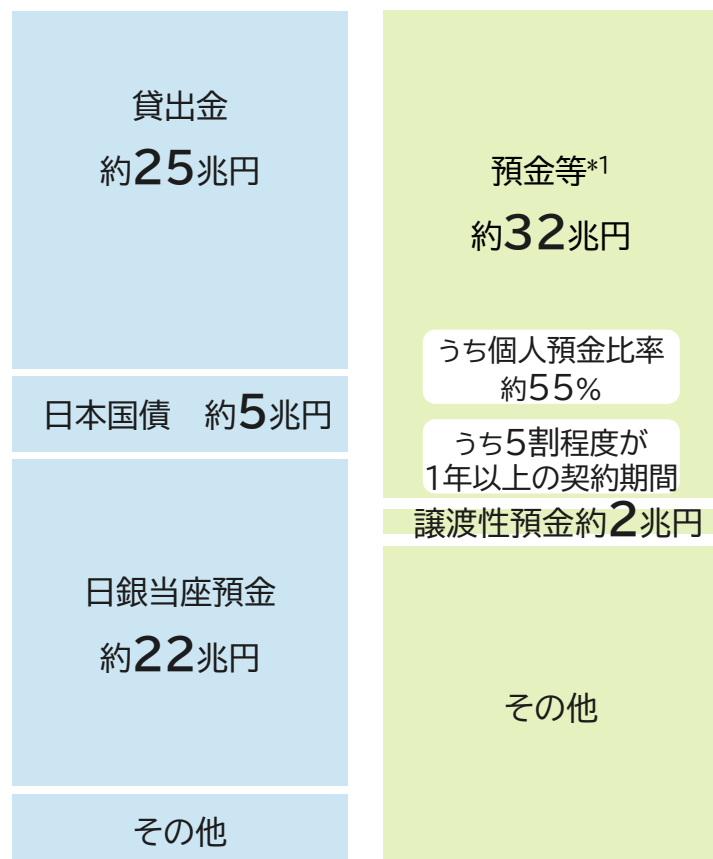 貸出金
約25兆円
日本国債　約5兆円
日銀当座預金
約22兆円
その他
預金等*1
約32兆円
うち個人預金比率
約55%
うち5割程度が
1年以上の契約期間
譲渡性預金約2兆円
その他